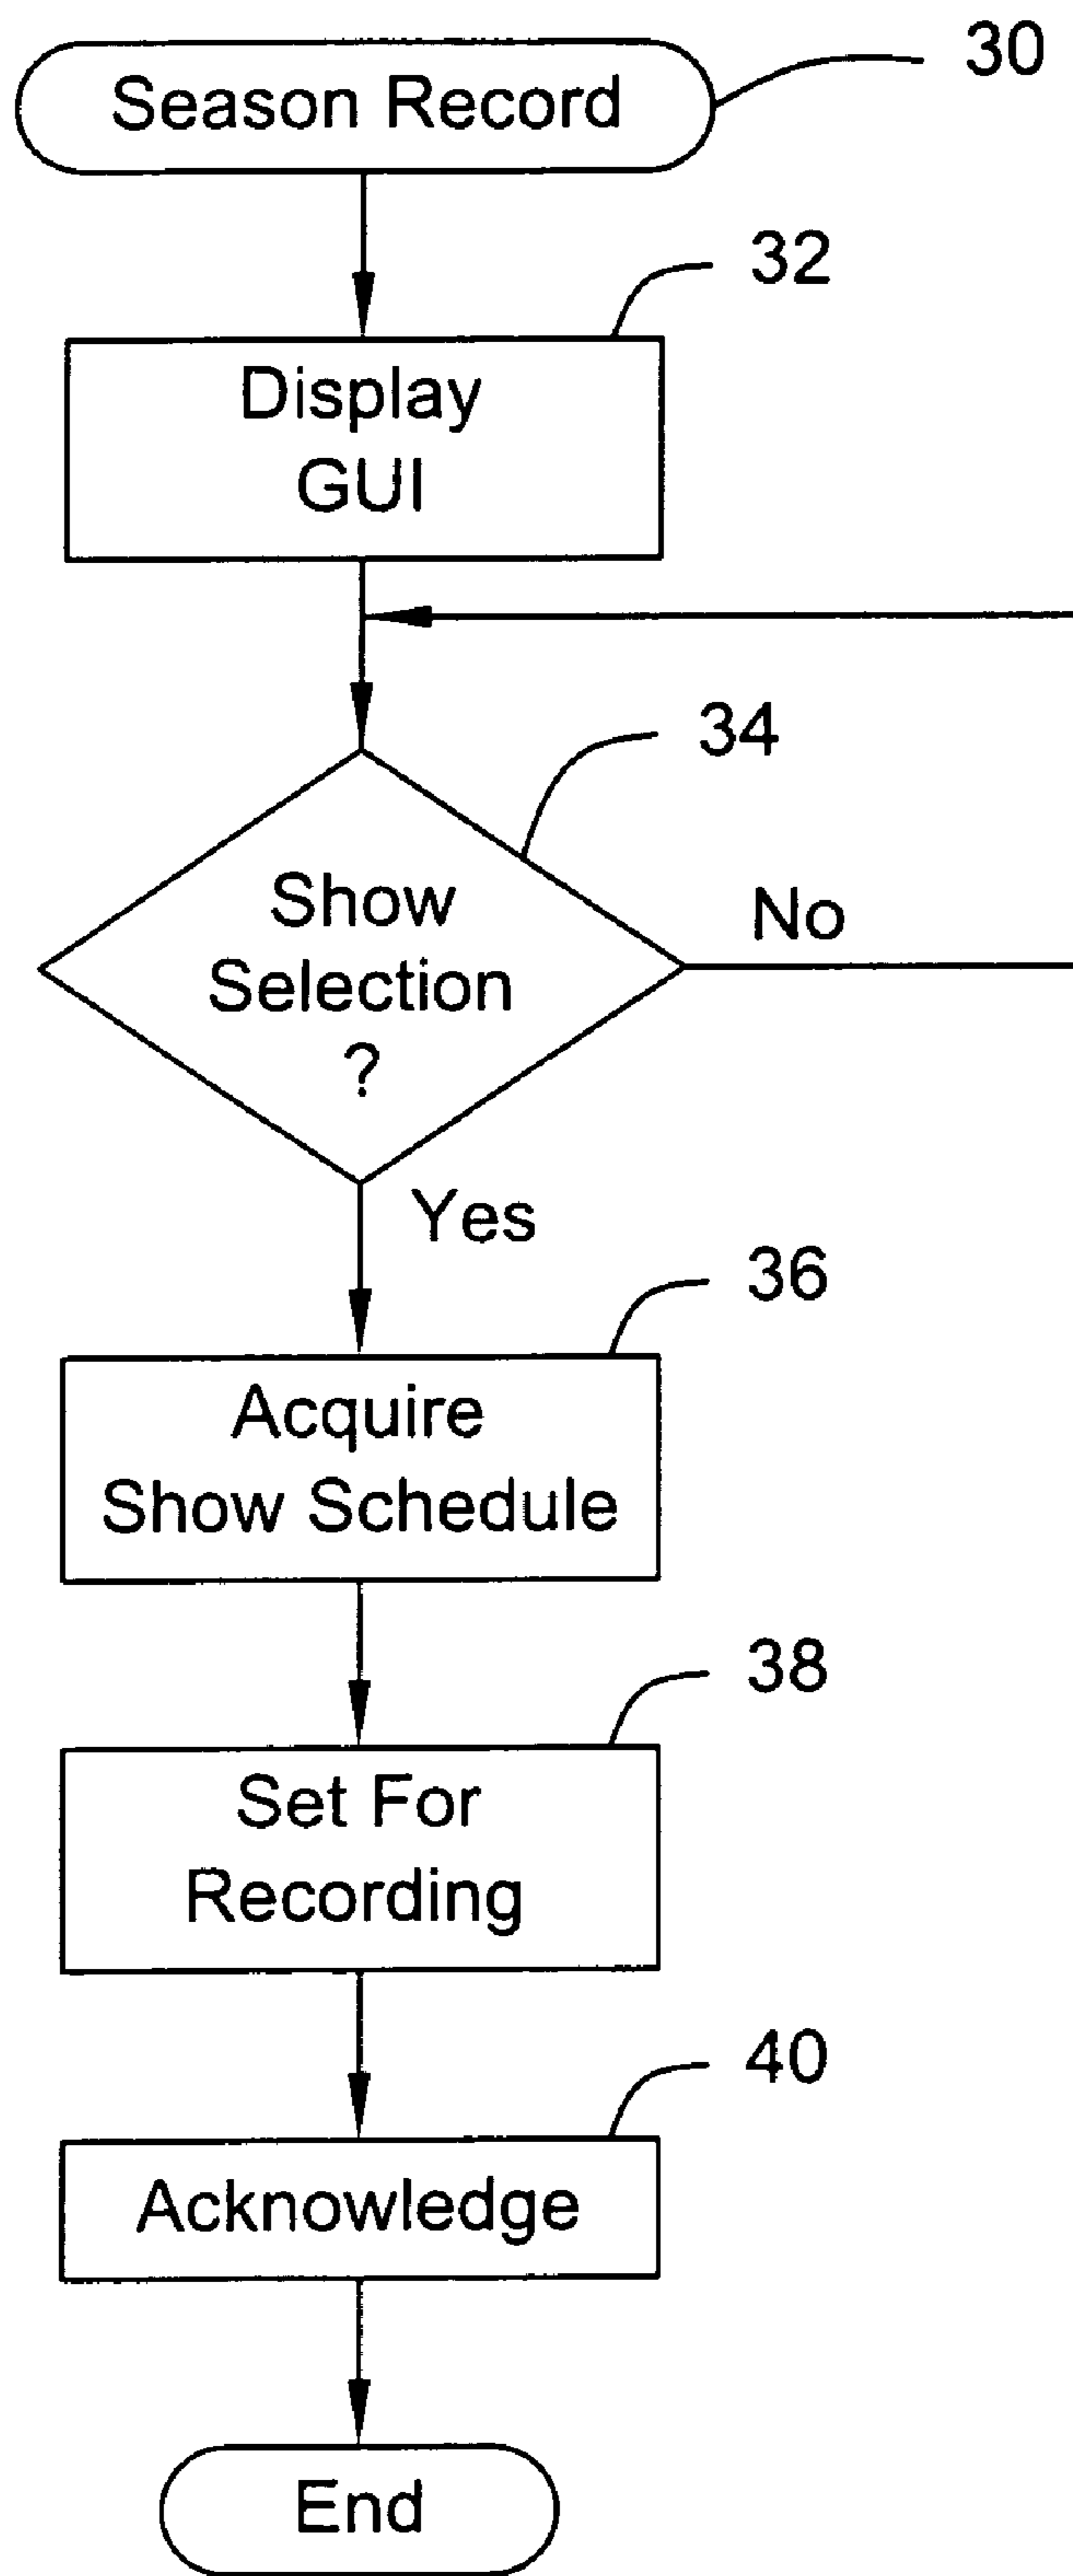 Season Record
30
32
Display
GUI
34
Show
Selection
?
No
Yes
36
Acquire
Show Schedule
38
Set For
Recording
40
Acknowledge
End